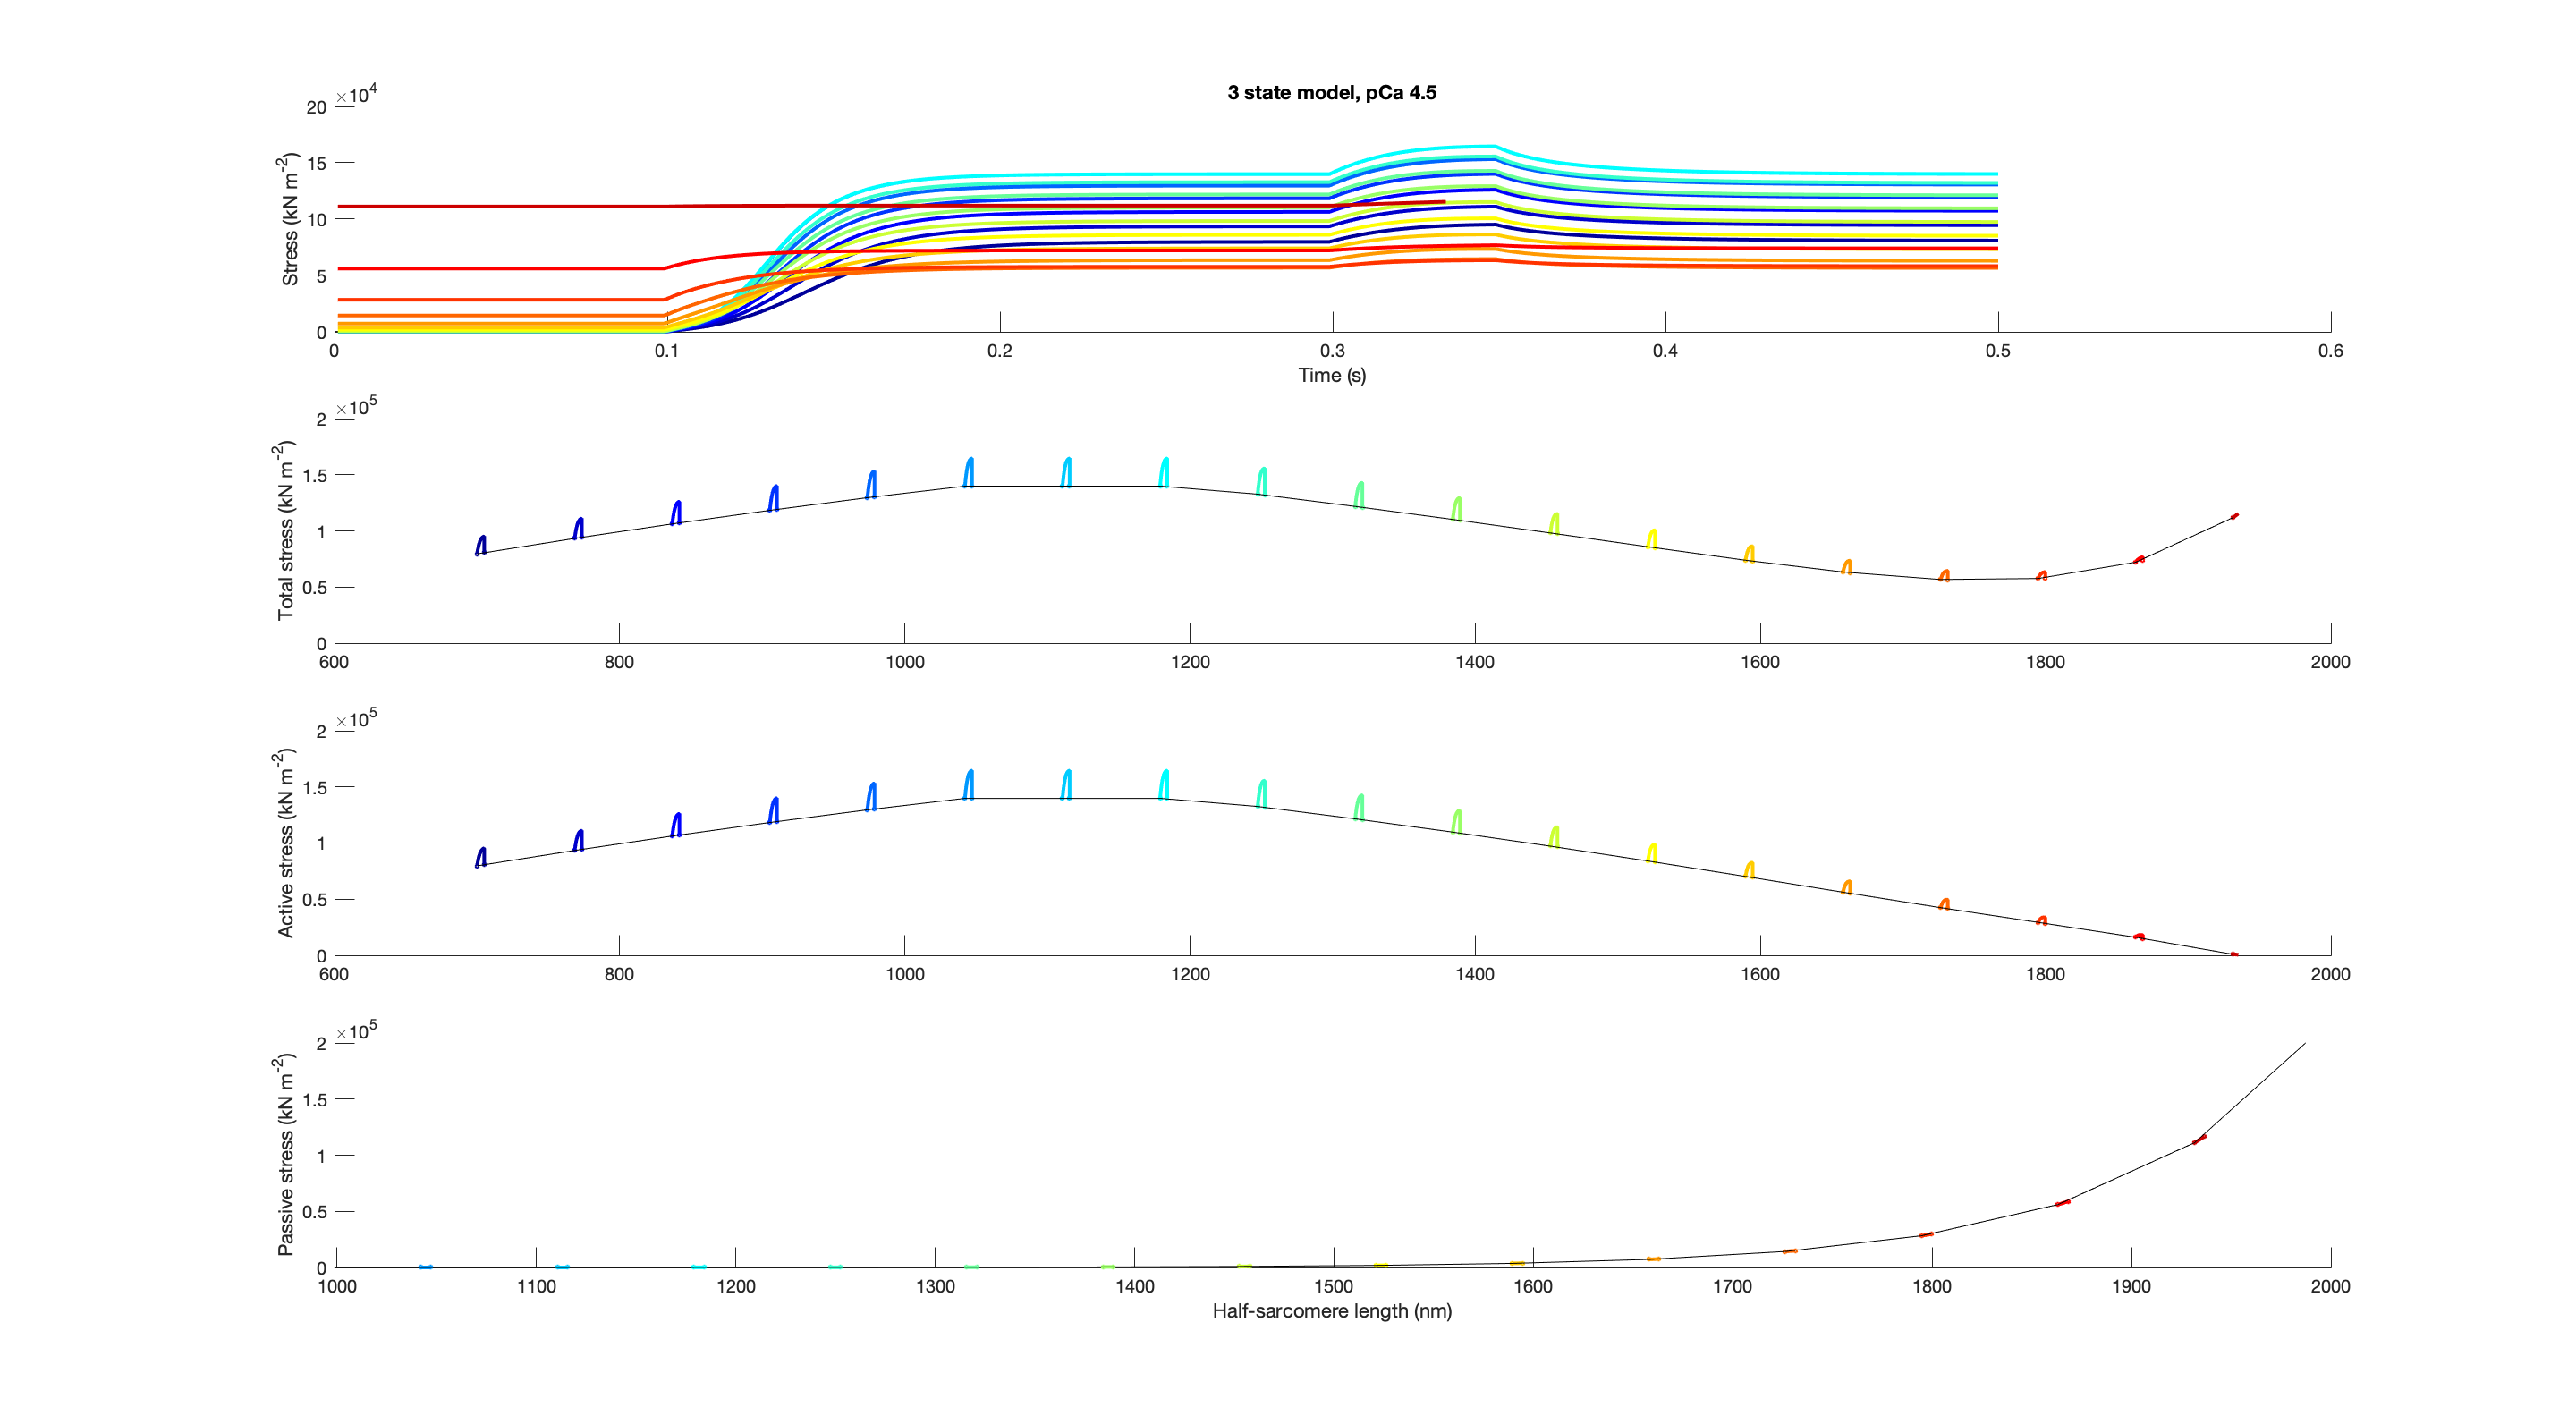 3 state model, pCa 4.5
×10^4
20
15
10
5
0
Stress (kN m^-2)
0 0.1 0.2 0.3 0.4 0.5 0.6
Time (s)
×10^5
2
1.5
1
0.5
0
Total stress (kN m^-2)
600 800 1000 1200 1400 1600 1800 2000
×10^5
2
1.5
1
0.5
0
Active stress (kN m^-2)
600 800 1000 1200 1400 1600 1800 2000
×10^5
2
1.5
1
0.5
0
Passive stress (kN m^-2)
1000 1100 1200 1300 1400 1500 1600 1700 1800 1900 2000
Half-sarcomere length (nm)